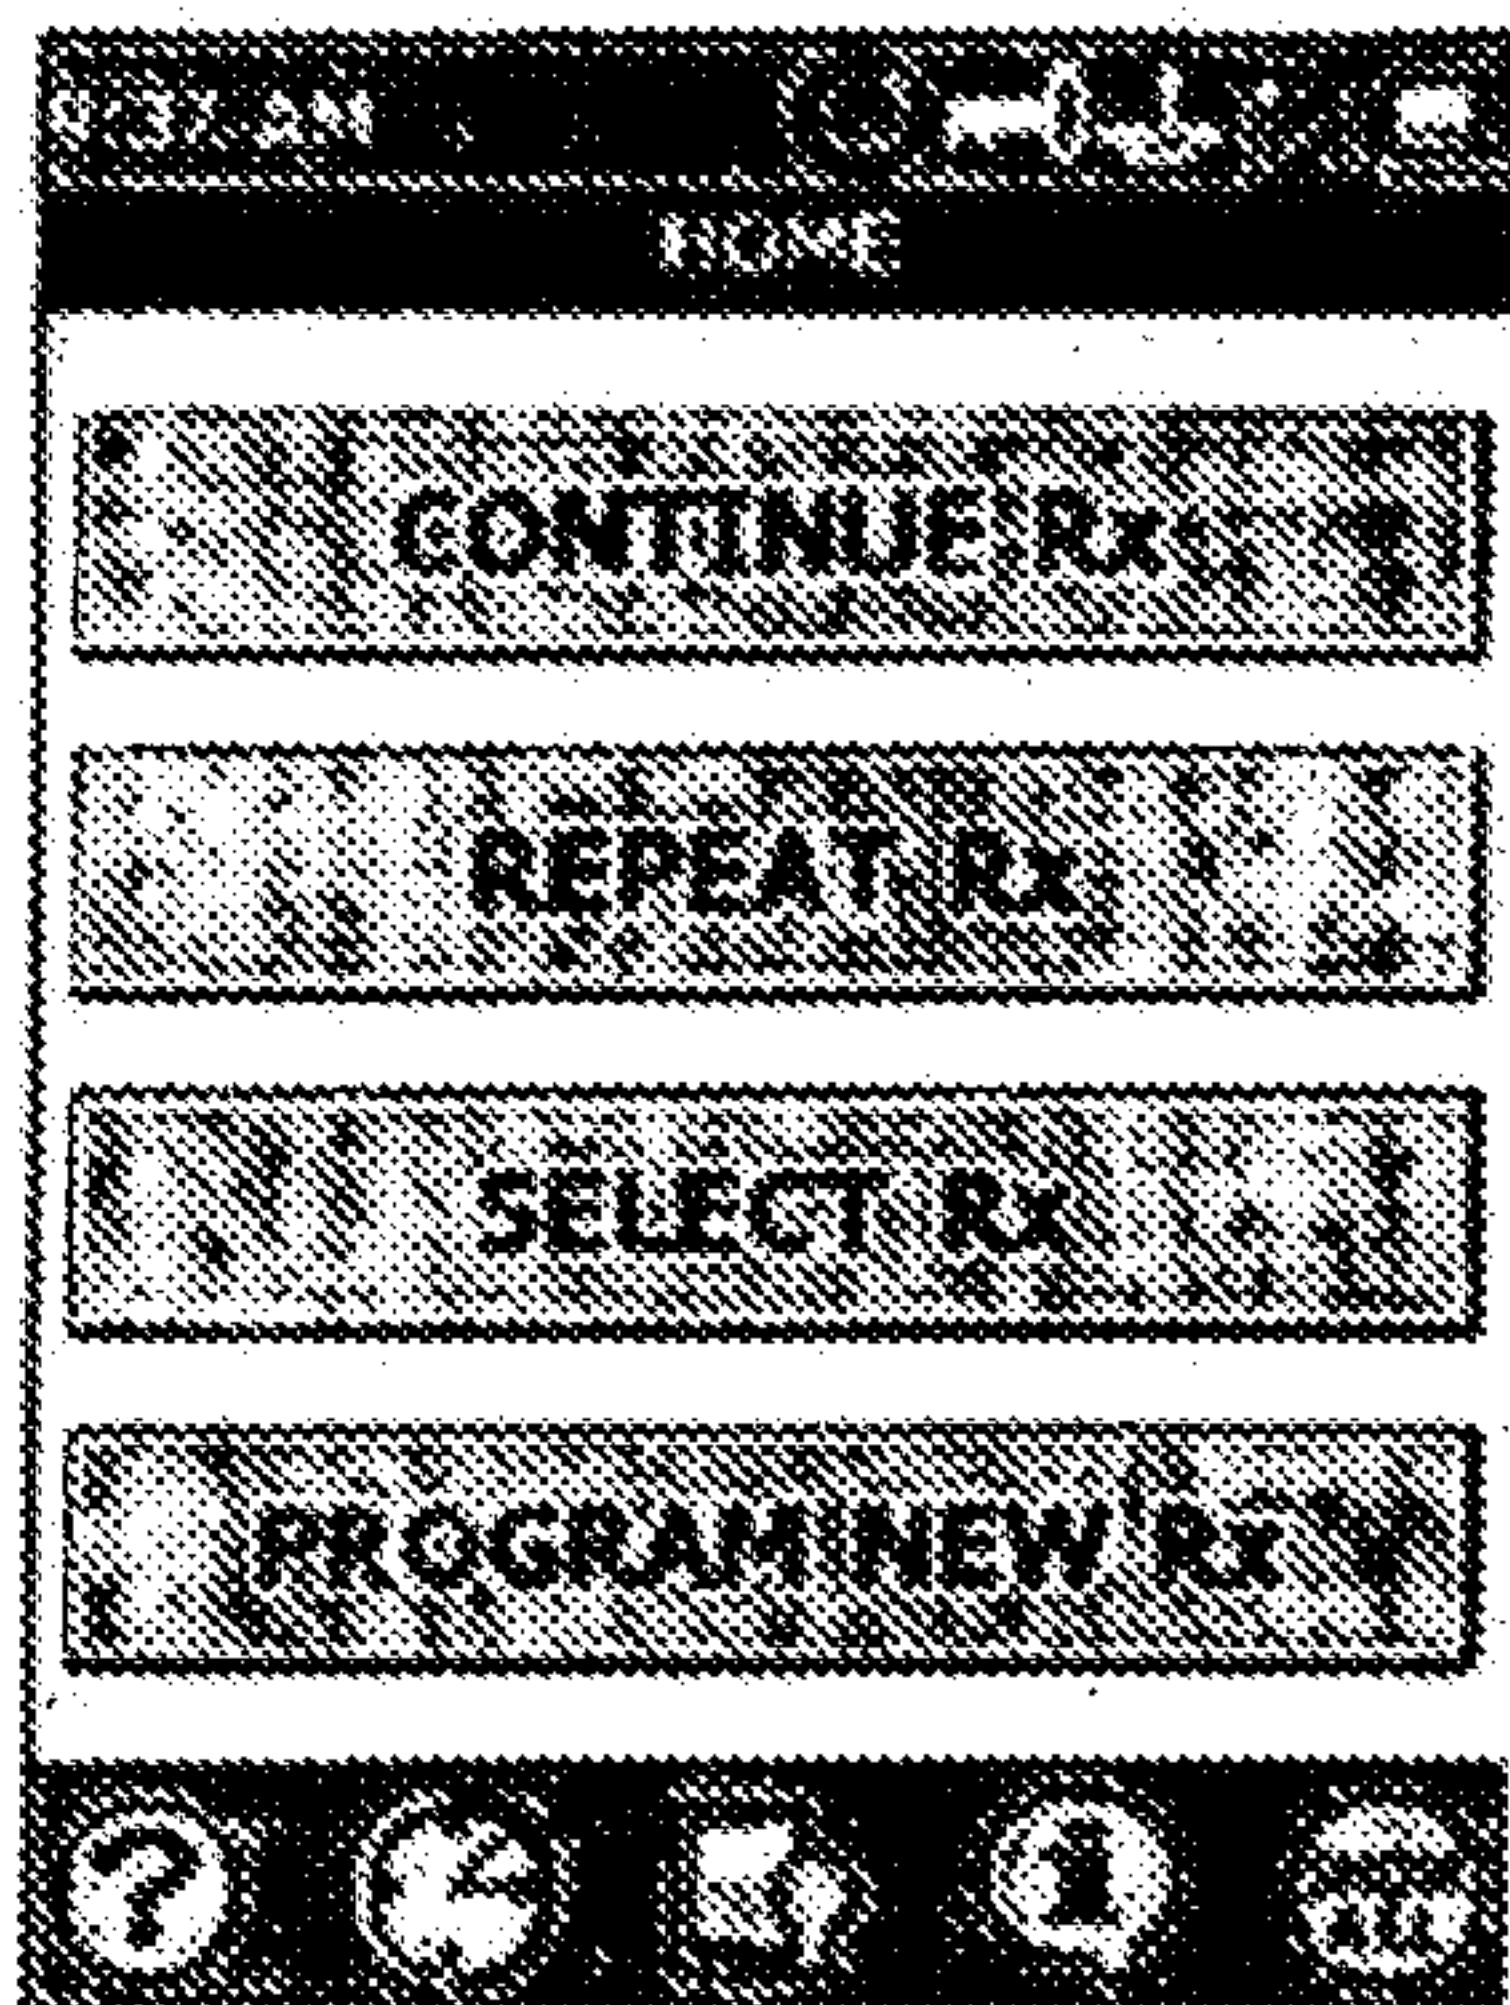 HOME
CONTINUE Rx
REPEAT Rx
SELECT Rx
PROGRAM NEW Rx
?